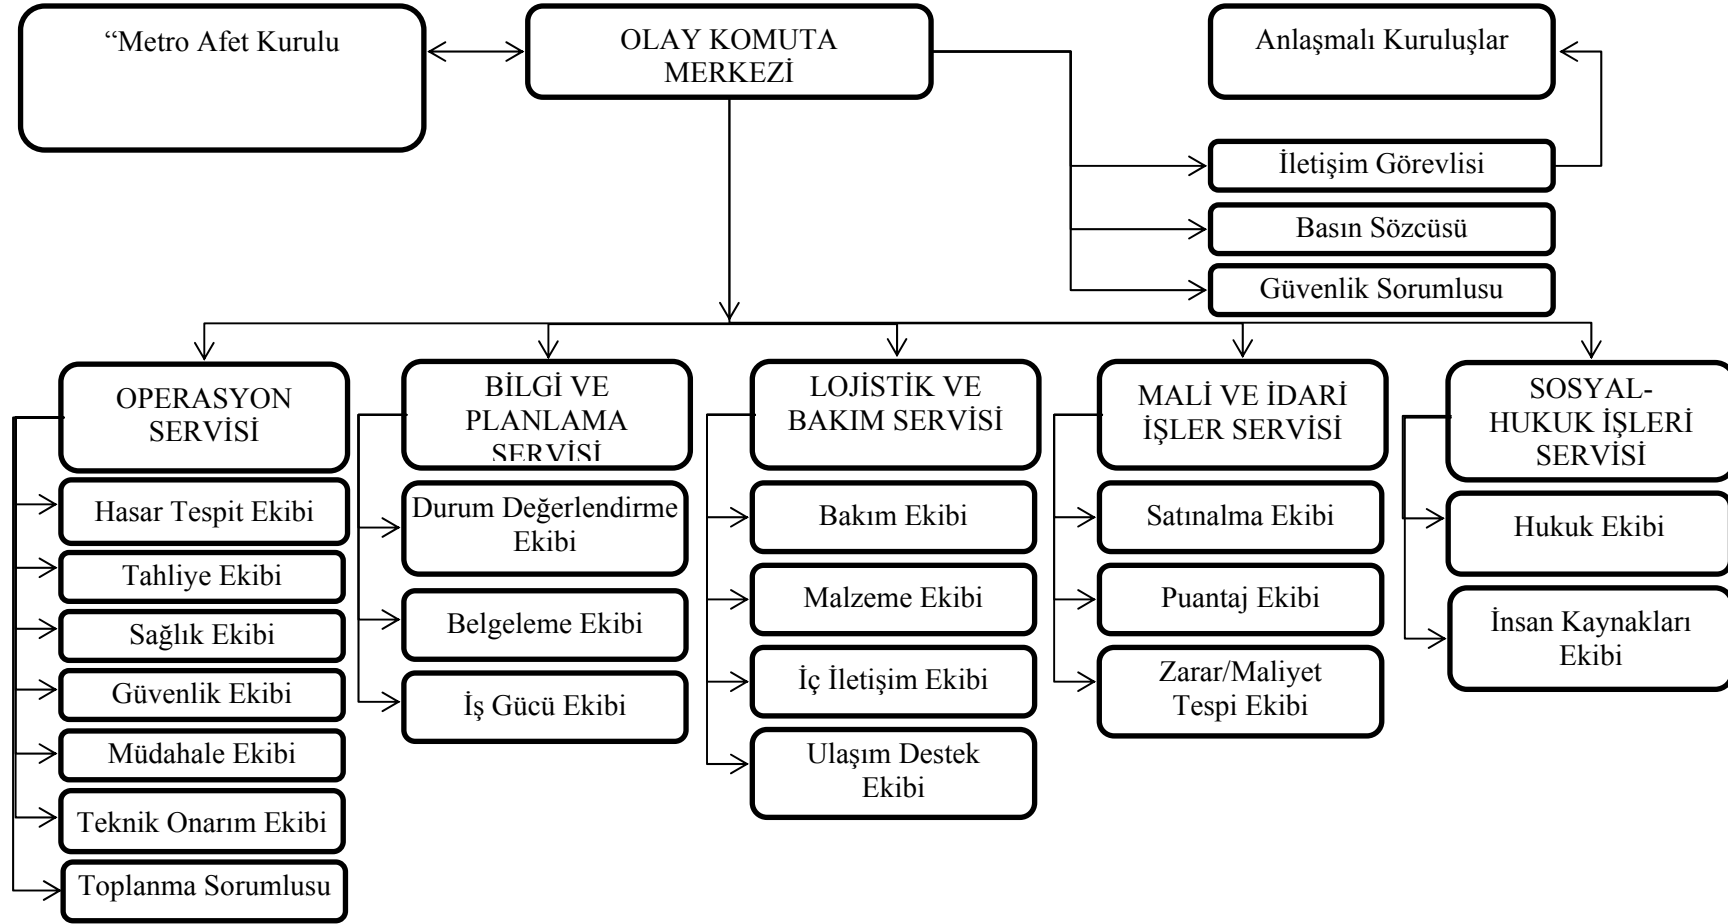 “Metro Afet Kurulu
OLAY KOMUTA
MERKEZİ
Anlaşmalı Kuruluşlar
İletişim Görevlisi
Basın Sözcüsü
Güvenlik Sorumlusu
OPERASYON
SERVİSİ
Hasar Tespit Ekibi
Tahliye Ekibi
Sağlık Ekibi
Güvenlik Ekibi
Müdahale Ekibi
Teknik Onarım Ekibi
Toplanma Sorumlusu
BİLGİ VE
PLANLAMA
SERVİSİ
Durum Değerlendirme
Ekibi
Belgeleme Ekibi
İş Gücü Ekibi
LOJİSTİK VE
BAKIM SERVİSİ
Bakım Ekibi
Malzeme Ekibi
İç İletişim Ekibi
Ulaşım Destek
Ekibi
MALİ VE İDARİ
İŞLER SERVİSİ
Satınalma Ekibi
Puantaj Ekibi
Zarar/Maliyet
Tespi Ekibi
SOSYAL-
HUKUK İŞLERİ
SERVİSİ
Hukuk Ekibi
İnsan Kaynakları
Ekibi